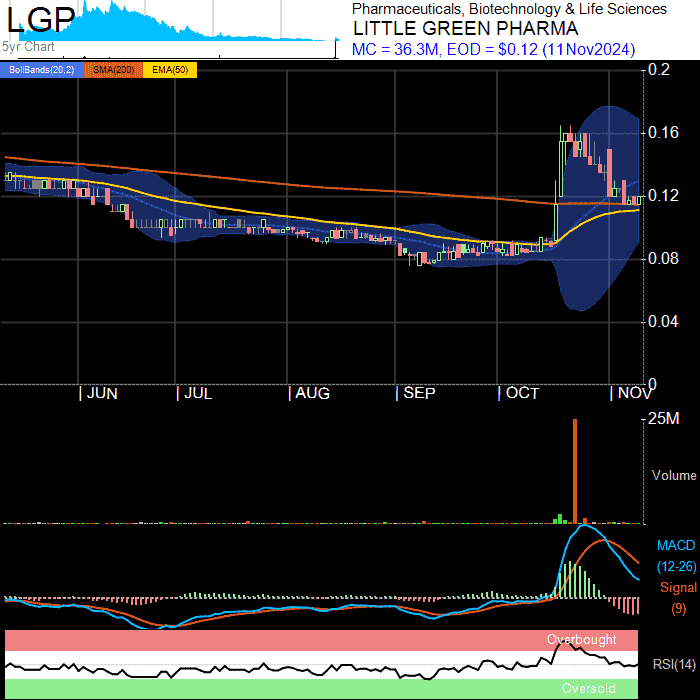 LGP
5yr Chart
Pharmaceuticals, Biotechnology & Life Sciences
LITTLE GREEN PHARMA
MC = 36.3M, EOD = $0.12 (11Nov2024)
BollBands(20,2) SMA(200) EMA(50)
0.2
0.16
0.12
0.08
0.04
0
JUN JUL AUG SEP OCT NOV
25M
Volume
MACD
(12-26)
Signal
(9)
Overbought
RSI(14)
Oversold